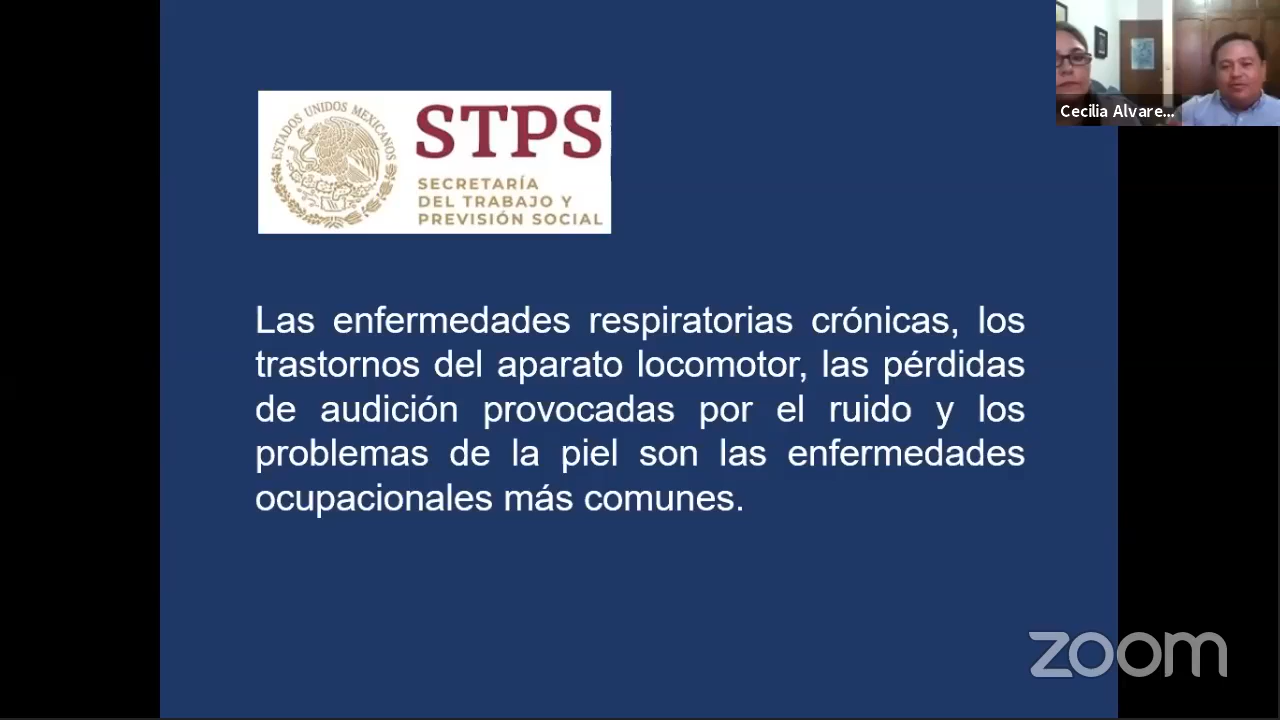 ESTADOS UNIDOS MEXICANOS
STPS
SECRETARÍA
DEL TRABAJO Y
PREVISIÓN SOCIAL
Cecilia Alvare...
Las enfermedades respiratorias crónicas, los
trastornos del aparato locomotor, las pérdidas
de audición provocadas por el ruido y los
problemas de la piel son las enfermedades
ocupacionales más comunes.
zoom